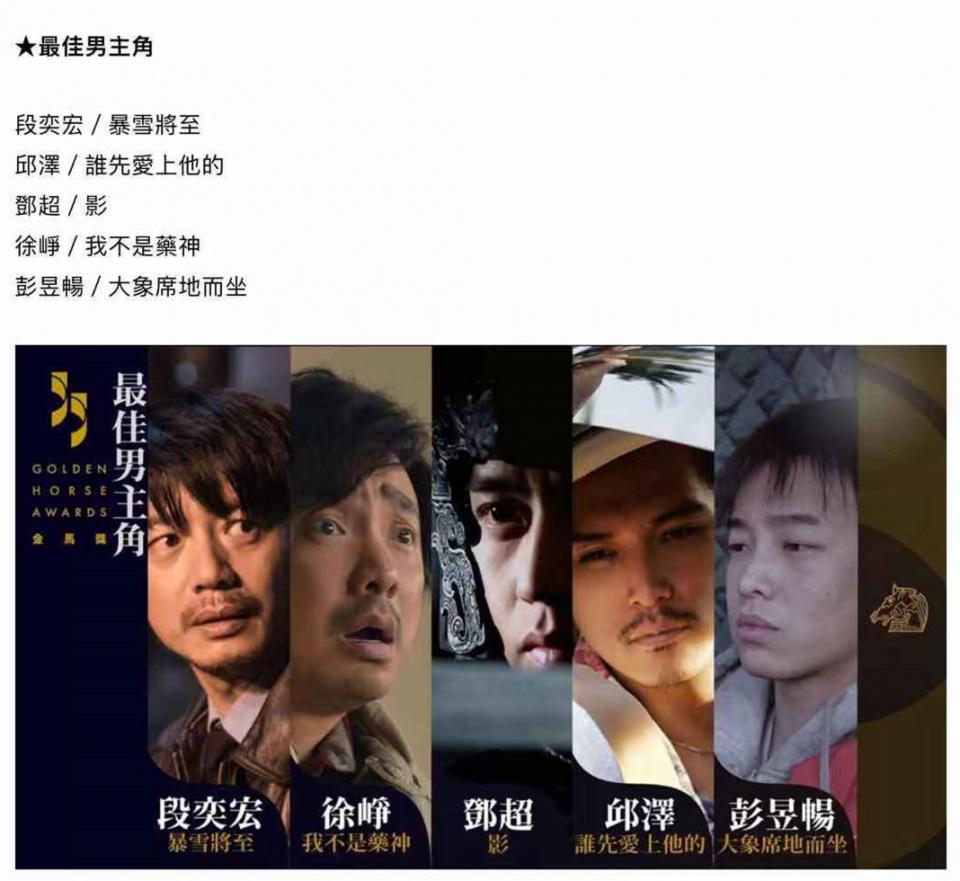 ★最佳男主角
段奕宏 / 暴雪將至
邱澤 / 誰先愛上他的
鄧超 / 影
徐崢 / 我不是藥神
彭昱暢 / 大象席地而坐
最佳男主角
GOLDEN
HORSE
AWARDS
金馬獎
段奕宏
暴雪將至
徐崢
我不是藥神
鄧超
影
邱澤
誰先愛上他的
彭昱暢
大象席地而坐